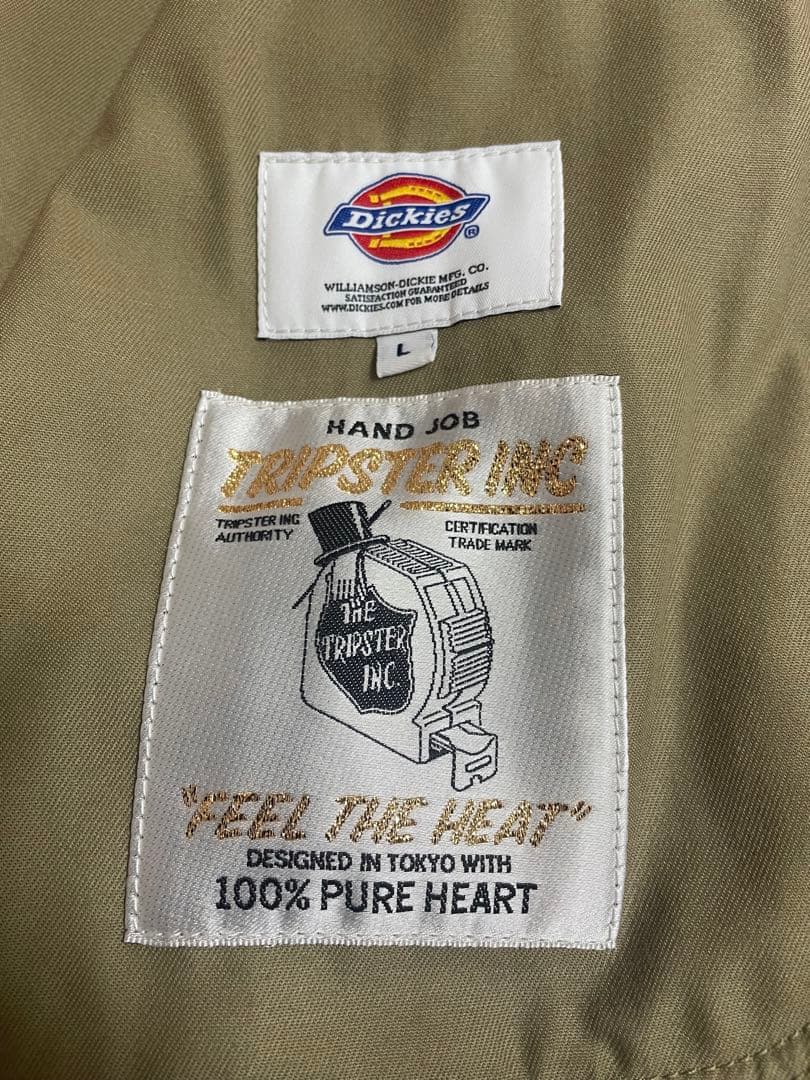 Dickies
®
WILLIAMSON-DICKIE MFG. CO.
SATISFACTION GUARANTEED
WWW.DICKIES.COM FOR MORE DETAILS
L
HAND JOB
TRIPSTER INC
TRIPSTER INC
AUTHORITY
CERTIFICATION
TRADE MARK
THE
TRIPSTER
INC.
"FEEL THE HEAT"
DESIGNED IN TOKYO WITH
100% PURE HEART